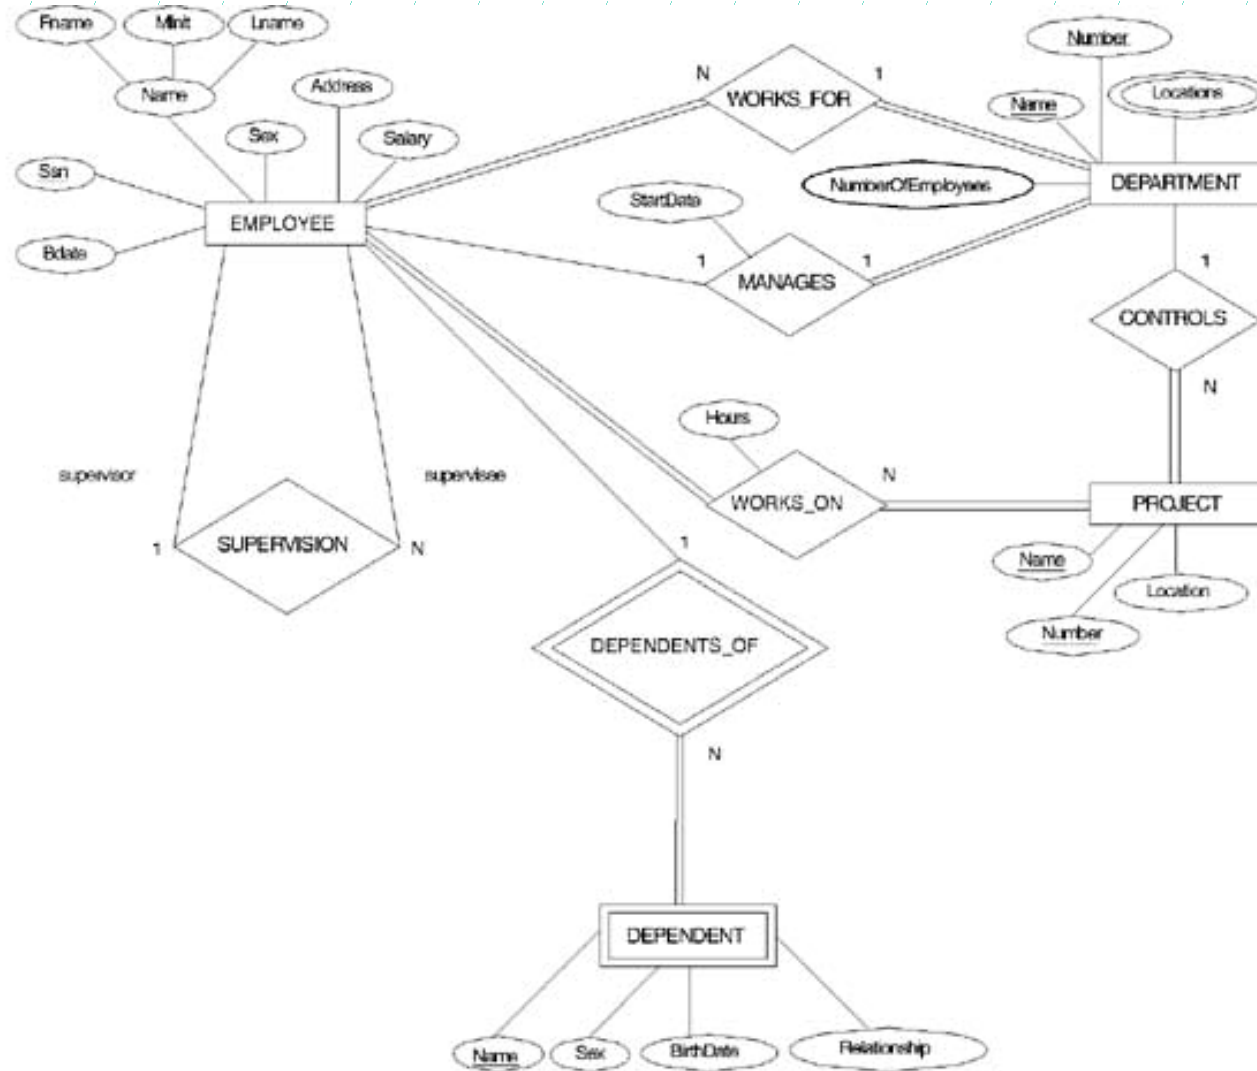 Fname
Minit
Lname
Number
Name
Address
N
1
WORKS_FOR
Locations
Name
Sex
Salary
Ssn
NumberOfEmployees
DEPARTMENT
StartDate
EMPLOYEE
Bdate
1
1
MANAGES
1
CONTROLS
N
Hours
supervisor
supervisee
N
WORKS_ON
PROJECT
1
SUPERVISION
N
1
Name
Location
Number
DEPENDENTS_OF
N
DEPENDENT
Name
Sex
BirthDate
Relationship